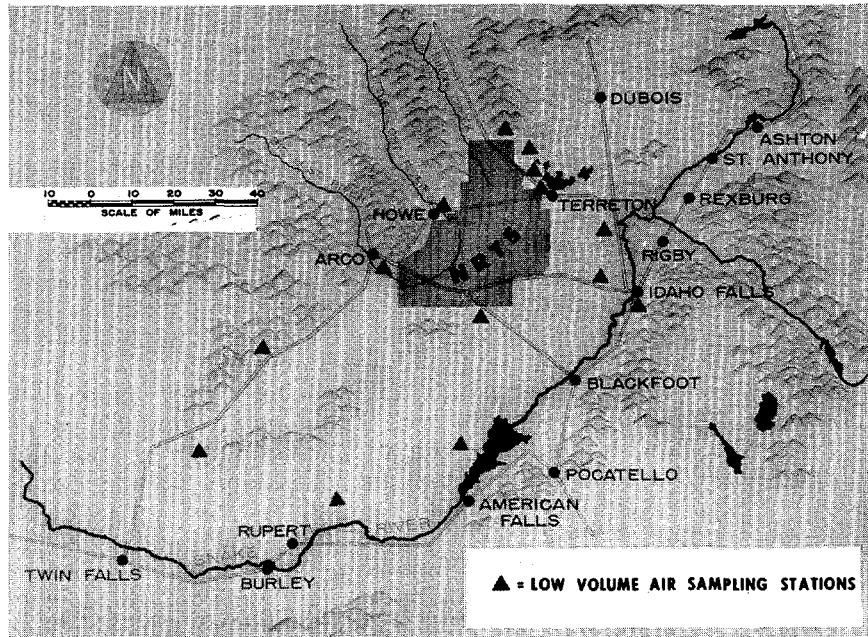 N
DUBOIS
ASHTON
ST. ANTHONY
10 0 10 20 30 40
SCALE OF MILES
HOWE
TERRETON
REXBURG
NRTS
ARCO
RIGBY
IDAHO FALLS
BLACKFOOT
POCATELLO
AMERICAN
FALLS
RUPERT
SNAKE RIVER
TWIN FALLS
BURLEY
▲ = LOW VOLUME AIR SAMPLING STATIONS